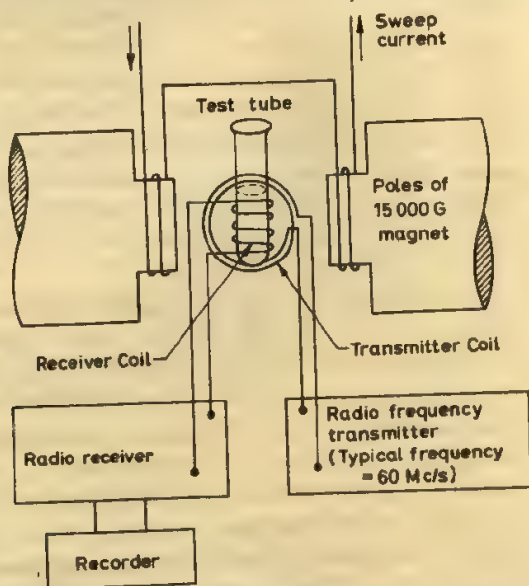 Sweep
current
Test tube
Poles of
15 000 G
magnet
Receiver Coil
Transmitter Coil
Radio receiver
Radio frequency
transmitter
(Typical frequency
= 60 Mc/s)
Recorder